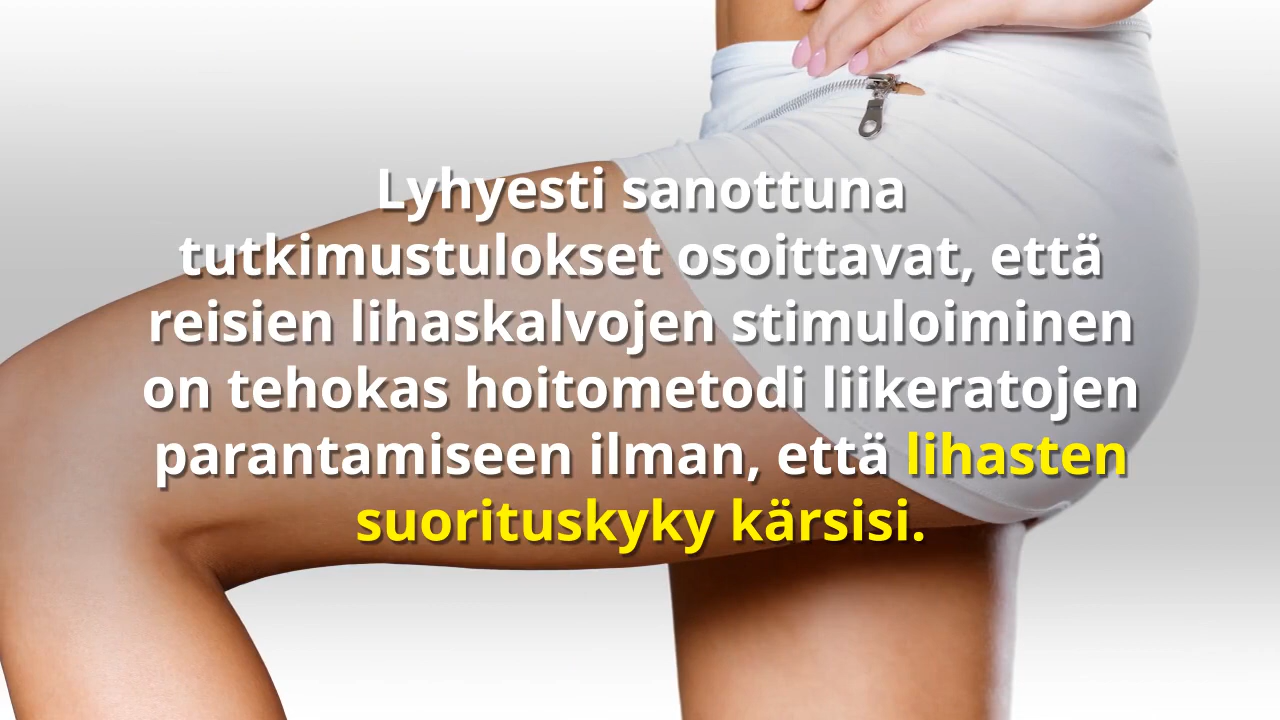 Lyhyesti sanottuna
tutkimustulokset osoittavat, että
reisien lihaskalvojen stimuloiminen
on tehokas hoitometodi liikeratojen
parantamiseen ilman, että lihasten
suorituskyky kärsisi.